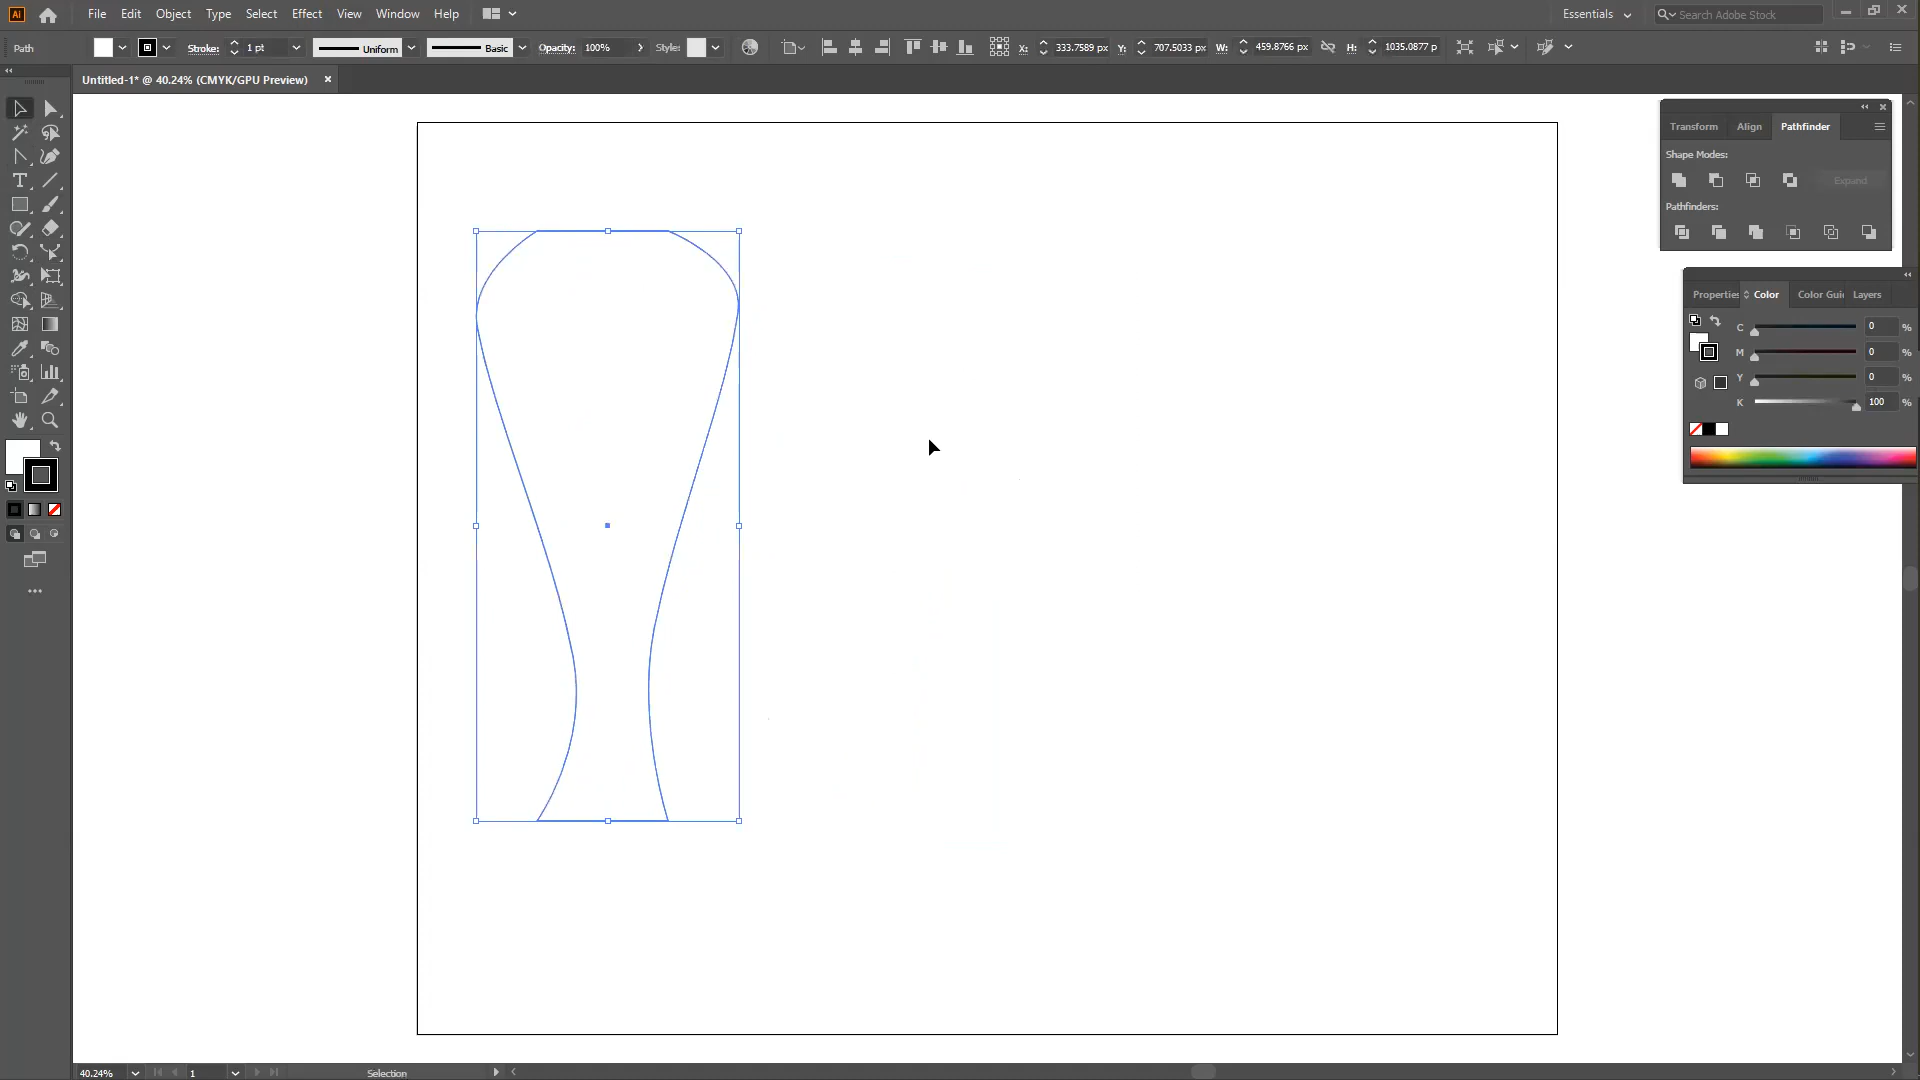 Ai File Edit Object Type Select Effect View Window Help Essentials Search Adobe Stock
Path Stroke: 1 pt Uniform Basic Opacity: 100% Style: X: 333.7589 px Y: 707.5033 px W: 459.8766 px H: 1035.0877 p
Untitled-1* @ 40.24% (CMYK/GPU Preview) ×
Transform Align Pathfinder
Shape Modes:
Expand
Pathfinders:
Properties Color Color Gui Layers
C 0 %
M 0 %
Y 0 %
K 100 %
40.24% 1 Selection